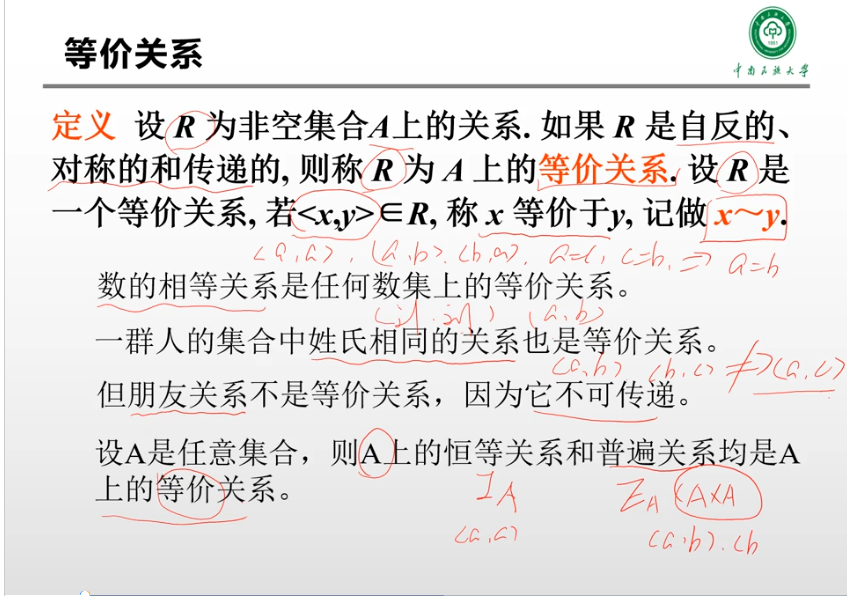 等价关系
中南民族大学
定义 设 R 为非空集合A上的关系. 如果 R 是自反的、
对称的和传递的, 则称 R 为 A 上的等价关系. 设 R 是
一个等价关系, 若<x,y>∈R, 称 x 等价于y, 记做 x～y.
<a,a>, <a,b>. <b,a>, a=c, c=b, => a=b
数的相等关系是任何数集上的等价关系。
<a,b>
一群人的集合中姓氏相同的关系也是等价关系。
<a,b> <b,c> ≠> <a,c>
但朋友关系不是等价关系，因为它不可传递。
设A是任意集合，则A上的恒等关系和普遍关系均是A
上的等价关系。
I_A A×A
<a,a> <a,b>. <b